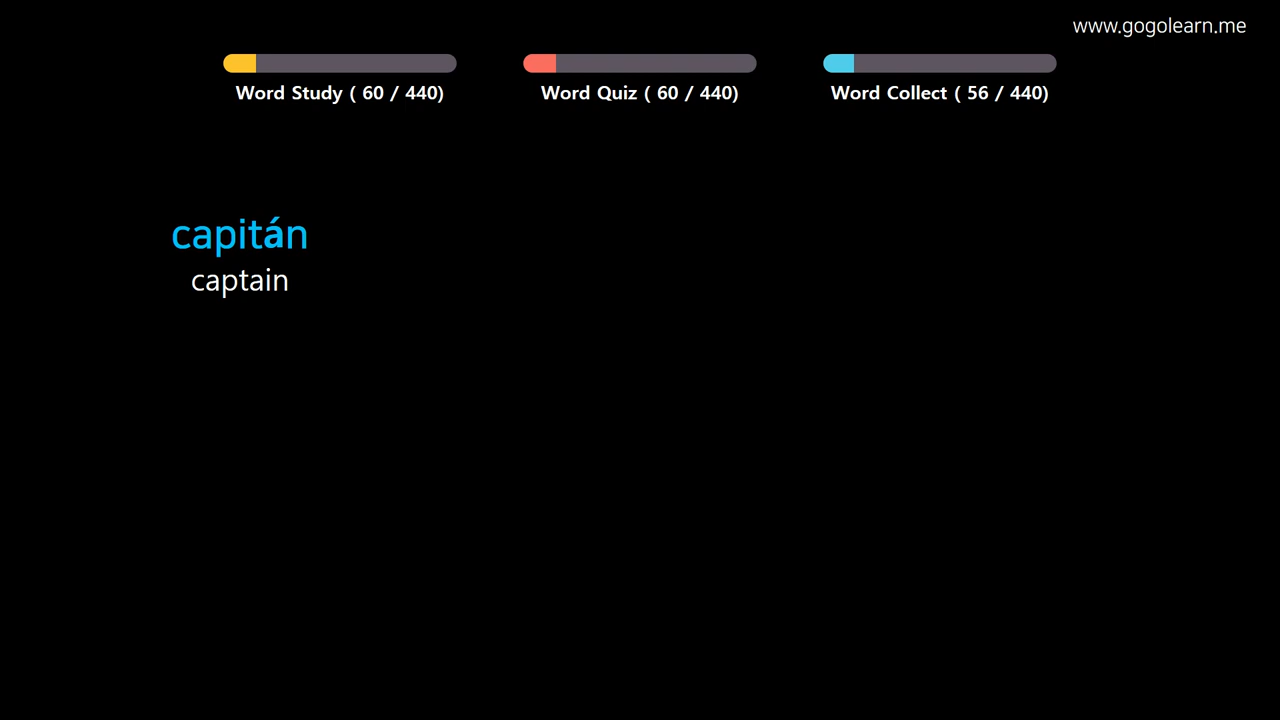 www.gogolearn.me
Word Study ( 60 / 440)
Word Quiz ( 60 / 440)
Word Collect ( 56 / 440)
capitán
captain